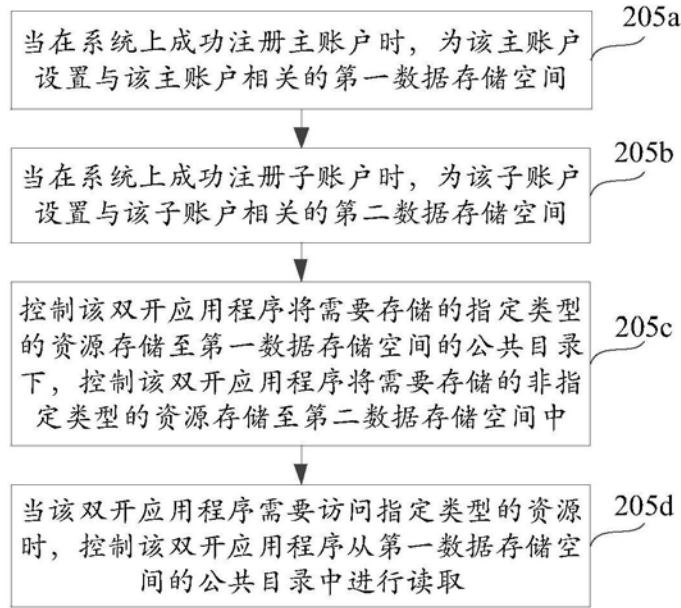 当在系统上成功注册主账户时，为该主账户
设置与该主账户相关的第一数据存储空间
205a
当在系统上成功注册子账户时，为该子账户
设置与该子账户相关的第二数据存储空间
205b
控制该双开应用程序将需要存储的指定类型
的资源存储至第一数据存储空间的公共目录
下，控制该双开应用程序将需要存储的非指
定类型的资源存储至第二数据存储空间中
205c
当该双开应用程序需要访问指定类型的资源
时，控制该双开应用程序从第一数据存储空
间的公共目录中进行读取
205d